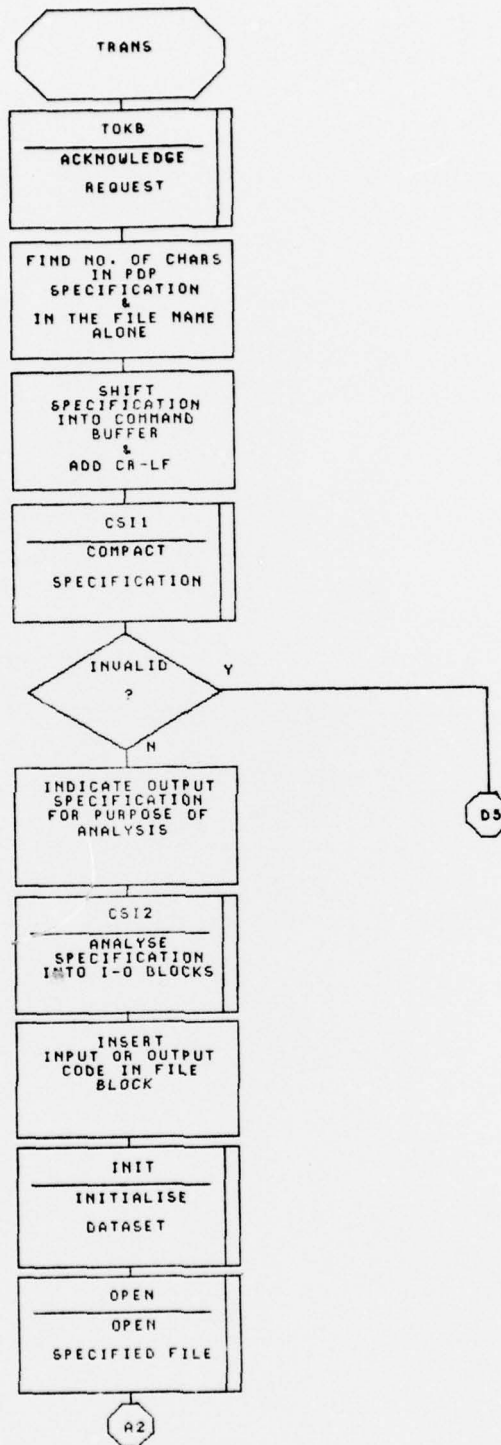 TRANS
TOKB
ACKNOWLEDGE
REQUEST
FIND NO. OF CHARS
IN PDP
SPECIFICATION
&
IN THE FILE NAME
ALONE
SHIFT
SPECIFICATION
INTO COMMAND
BUFFER
&
ADD CR-LF
CSI1
COMPACT
SPECIFICATION
INVALID
Y
?
N
INDICATE OUTPUT
SPECIFICATION
FOR PURPOSE OF
ANALYSIS
D5
CSI2
ANALYSE
SPECIFICATION
INTO I-O BLOCKS
INSERT
INPUT OR OUTPUT
CODE IN FILE
BLOCK
INIT
INITIALISE
DATASET
OPEN
OPEN
SPECIFIED FILE
A2